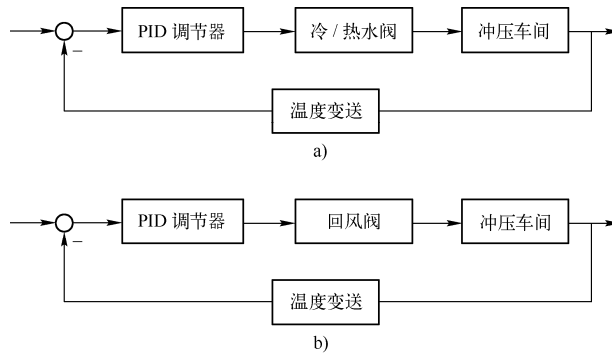 PID 调节器
冷 / 热水阀
冲压车间
温度变送
a)
PID 调节器
回风阀
冲压车间
温度变送
b)